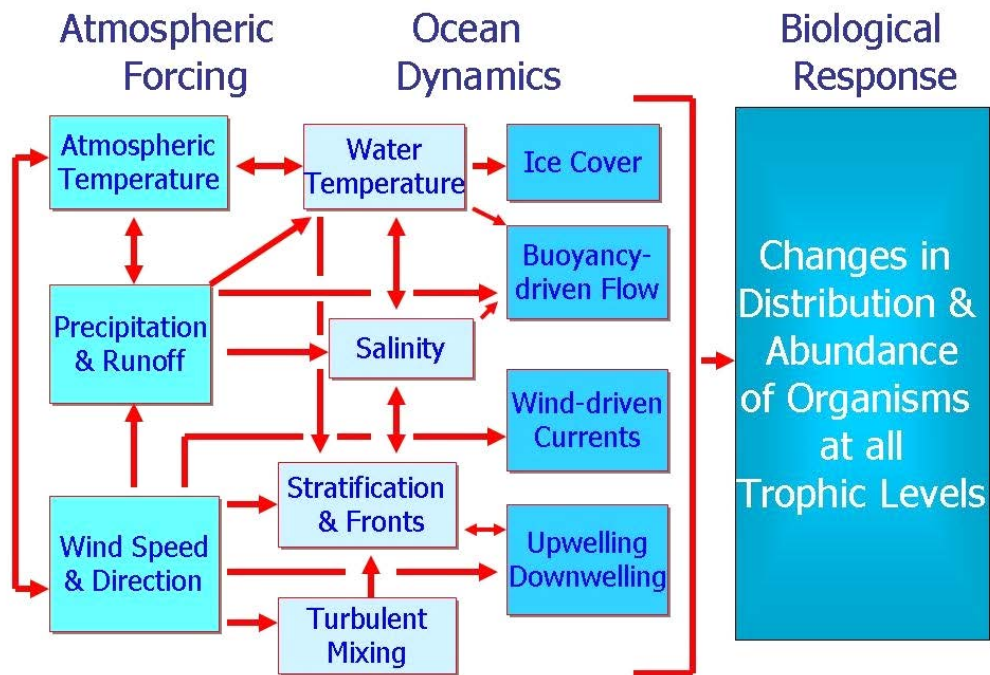 Atmospheric
Forcing
Ocean
Dynamics
Biological
Response
Atmospheric
Temperature
Precipitation
& Runoff
Wind Speed
& Direction
Water
Temperature
Salinity
Stratification
& Fronts
Turbulent
Mixing
Ice Cover
Buoyancy-
driven Flow
Wind-driven
Currents
Upwelling
Downwelling
Changes in
Distribution &
Abundance
of Organisms
at all
Trophic Levels